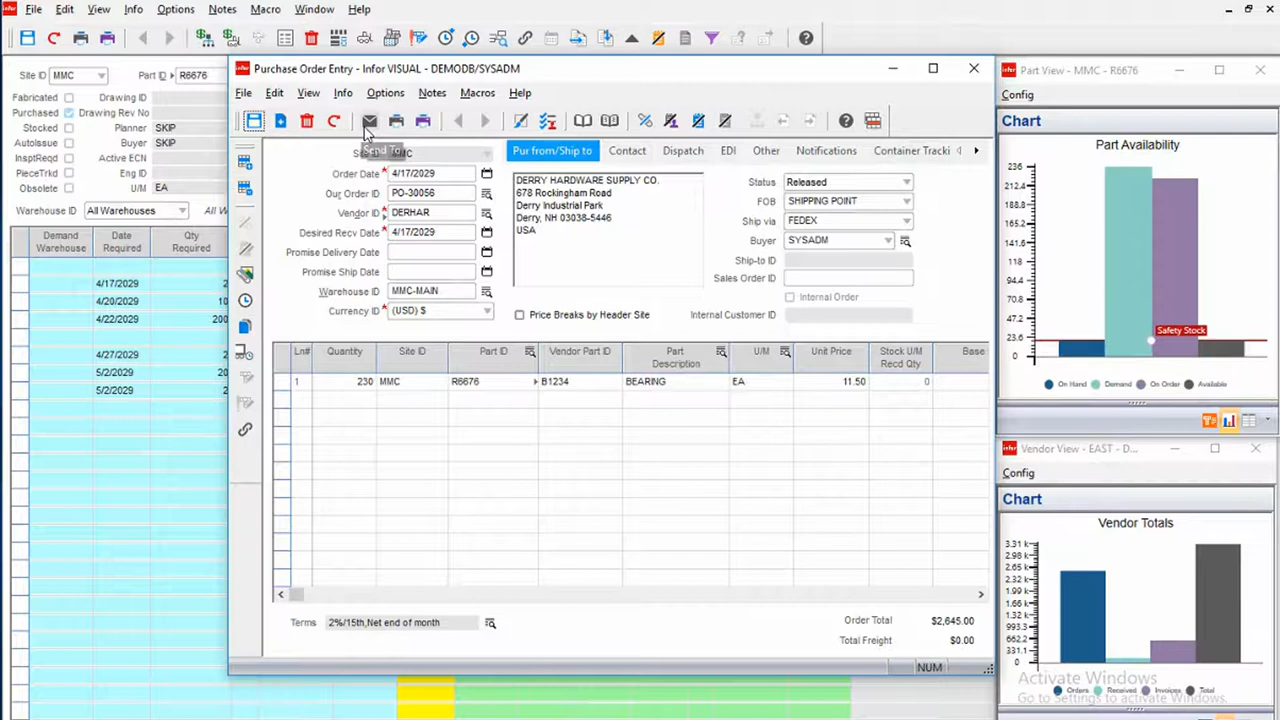 infor File Edit View Info Options Notes Macro Window Help
Site ID MMC Part ID R6676
Fabricated Drawing ID
Purchased Drawing Rev No
Stocked Planner SKIP
AutoIssue Buyer SKIP
InsptReqd Active ECN
PieceTrkd Eng ID
Obsolete U/M EA
Warehouse ID All Warehouses All W
Demand Warehouse Date Required Qty Required
4/17/2029 2
4/20/2029 10
4/22/2029 200
4/27/2029 2
5/2/2029 20
5/2/2029 2
infor Purchase Order Entry - Infor VISUAL - DEMODB/SYSADM
File Edit View Info Options Notes Macros Help
Send To
Site ID MMC
Order Date * 4/17/2029
Our Order ID * PO-30056
Vendor ID * DERHAR
Desired Recv Date * 4/17/2029
Promise Delivery Date
Promise Ship Date
Warehouse ID MMC-MAIN
Currency ID * (USD) $
Pur from/Ship to Contact Dispatch EDI Other Notifications Container Tracki
DERRY HARDWARE SUPPLY CO.
678 Rockingham Road
Derry Industrial Park
Derry, NH 03038-5446
USA
Price Breaks by Header Site
Status Released
FOB SHIPPING POINT
Ship via FEDEX
Buyer SYSADM
Ship-to ID
Sales Order ID
Internal Order
Internal Customer ID
Ln# Quantity Site ID Part ID Vendor Part ID Part Description U/M Unit Price Stock U/M Recd Qty Base
1 230 MMC R6676 B1234 BEARING EA 11.50 0
Terms 2%/15th,Net end of month
Order Total $2,645.00
Total Freight $0.00
NUM
infor Part View - MMC - R6676
Config
Chart
Part Availability
236
212.4
188.8
165.2
141.6
118
94.4
70.8
47.2
23.6
0
Safety Stock
On Hand Demand On Order Available
infor Vendor View - EAST - D...
Config
Chart
Vendor Totals
3.31 k
2.98 k
2.65 k
2.32 k
1.99 k
1.66 k
1.32 k
993.3
662.2
331.1
0
Orders Received Invoices Total
Activate Windows
Go to Settings to activate Windows.